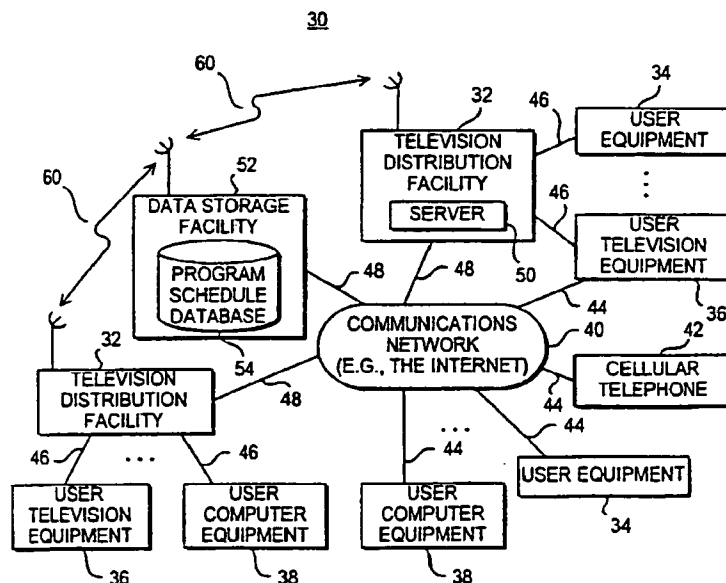 30
60
60
32
TELEVISION
DISTRIBUTION
FACILITY
SERVER
50
46
34
USER
EQUIPMENT
46
USER
TELEVISION
EQUIPMENT
36
52
DATA STORAGE
FACILITY
PROGRAM
SCHEDULE
DATABASE
54
48
48
44
COMMUNICATIONS
NETWORK
(E.G., THE INTERNET)
40
42
CELLULAR
TELEPHONE
44
32
TELEVISION
DISTRIBUTION
FACILITY
48
46
...
46
USER
TELEVISION
EQUIPMENT
36
USER
COMPUTER
EQUIPMENT
38
44
...
44
USER
COMPUTER
EQUIPMENT
38
USER EQUIPMENT
34